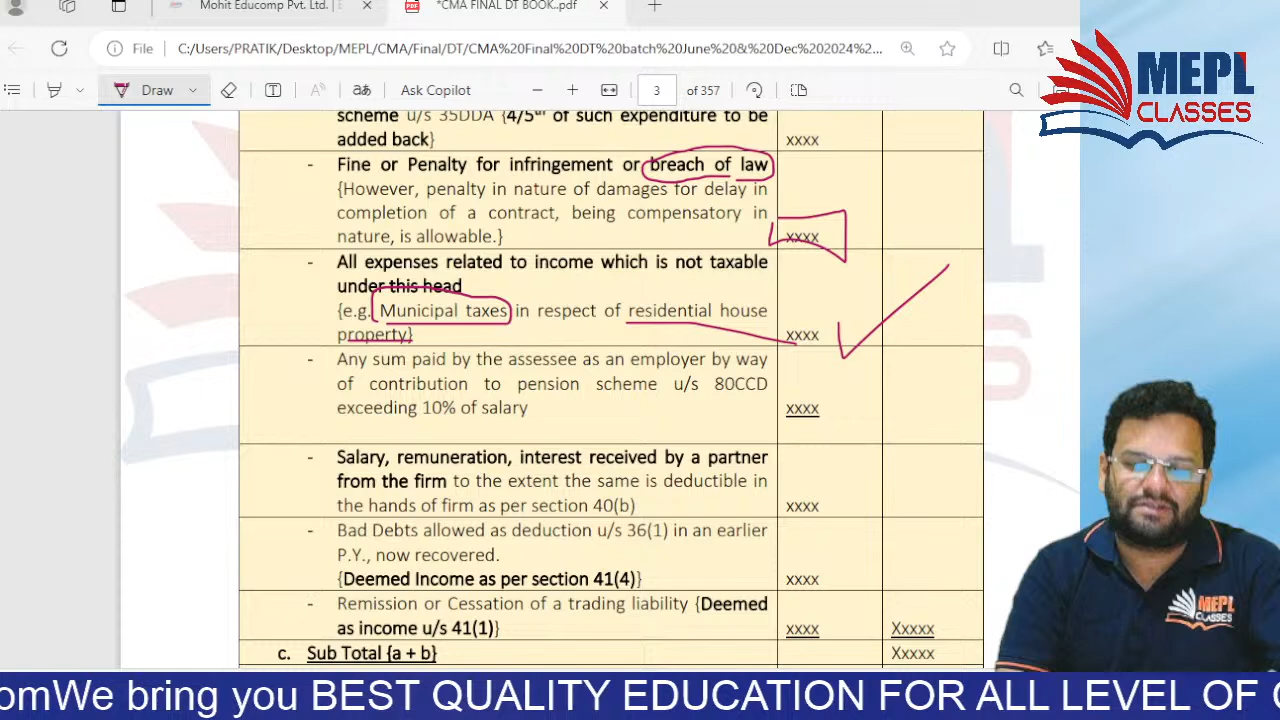 Mohit Educomp Pvt. Ltd. | E
*CMA FINAL DT BOOK..pdf
File
C:/Users/PRATIK/Desktop/MEPL/CMA/Final/DT/CMA%20Final%20DT%20batch%20June%20&%20Dec%202024%2...
Draw
aあ
Ask Copilot
3 of 357
MEPL
CLASSES
scheme u/s 35DDA {4/5th of such expenditure to be
added back} xxxx
- Fine or Penalty for infringement or breach of law
{However, penalty in nature of damages for delay in
completion of a contract, being compensatory in
nature, is allowable.} xxxx
- All expenses related to income which is not taxable
under this head
{e.g. Municipal taxes in respect of residential house
property} xxxx
- Any sum paid by the assessee as an employer by way
of contribution to pension scheme u/s 80CCD
exceeding 10% of salary xxxx
- Salary, remuneration, interest received by a partner
from the firm to the extent the same is deductible in
the hands of firm as per section 40(b) xxxx
- Bad Debts allowed as deduction u/s 36(1) in an earlier
P.Y., now recovered.
{Deemed Income as per section 41(4)} xxxx
- Remission or Cessation of a trading liability {Deemed
as income u/s 41(1)} xxxx Xxxxx
c. Sub Total {a + b} Xxxxx
MEPL
CLASSES
omWe bring you BEST QUALITY EDUCATION FOR ALL LEVEL OF